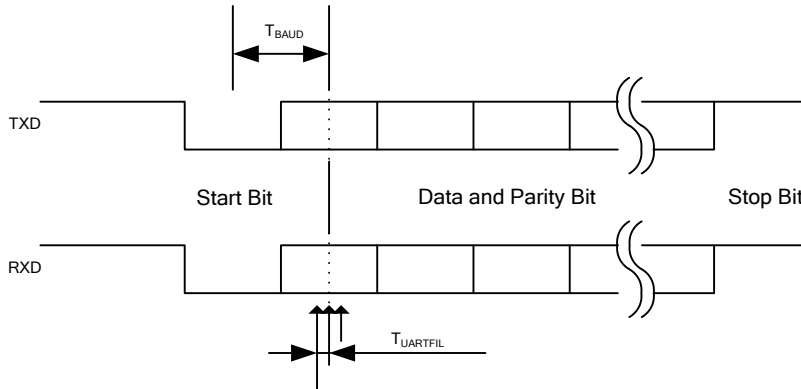 TBAUD
TXD
Start Bit
Data and Parity Bit
Stop Bit
RXD
TUARTFIL